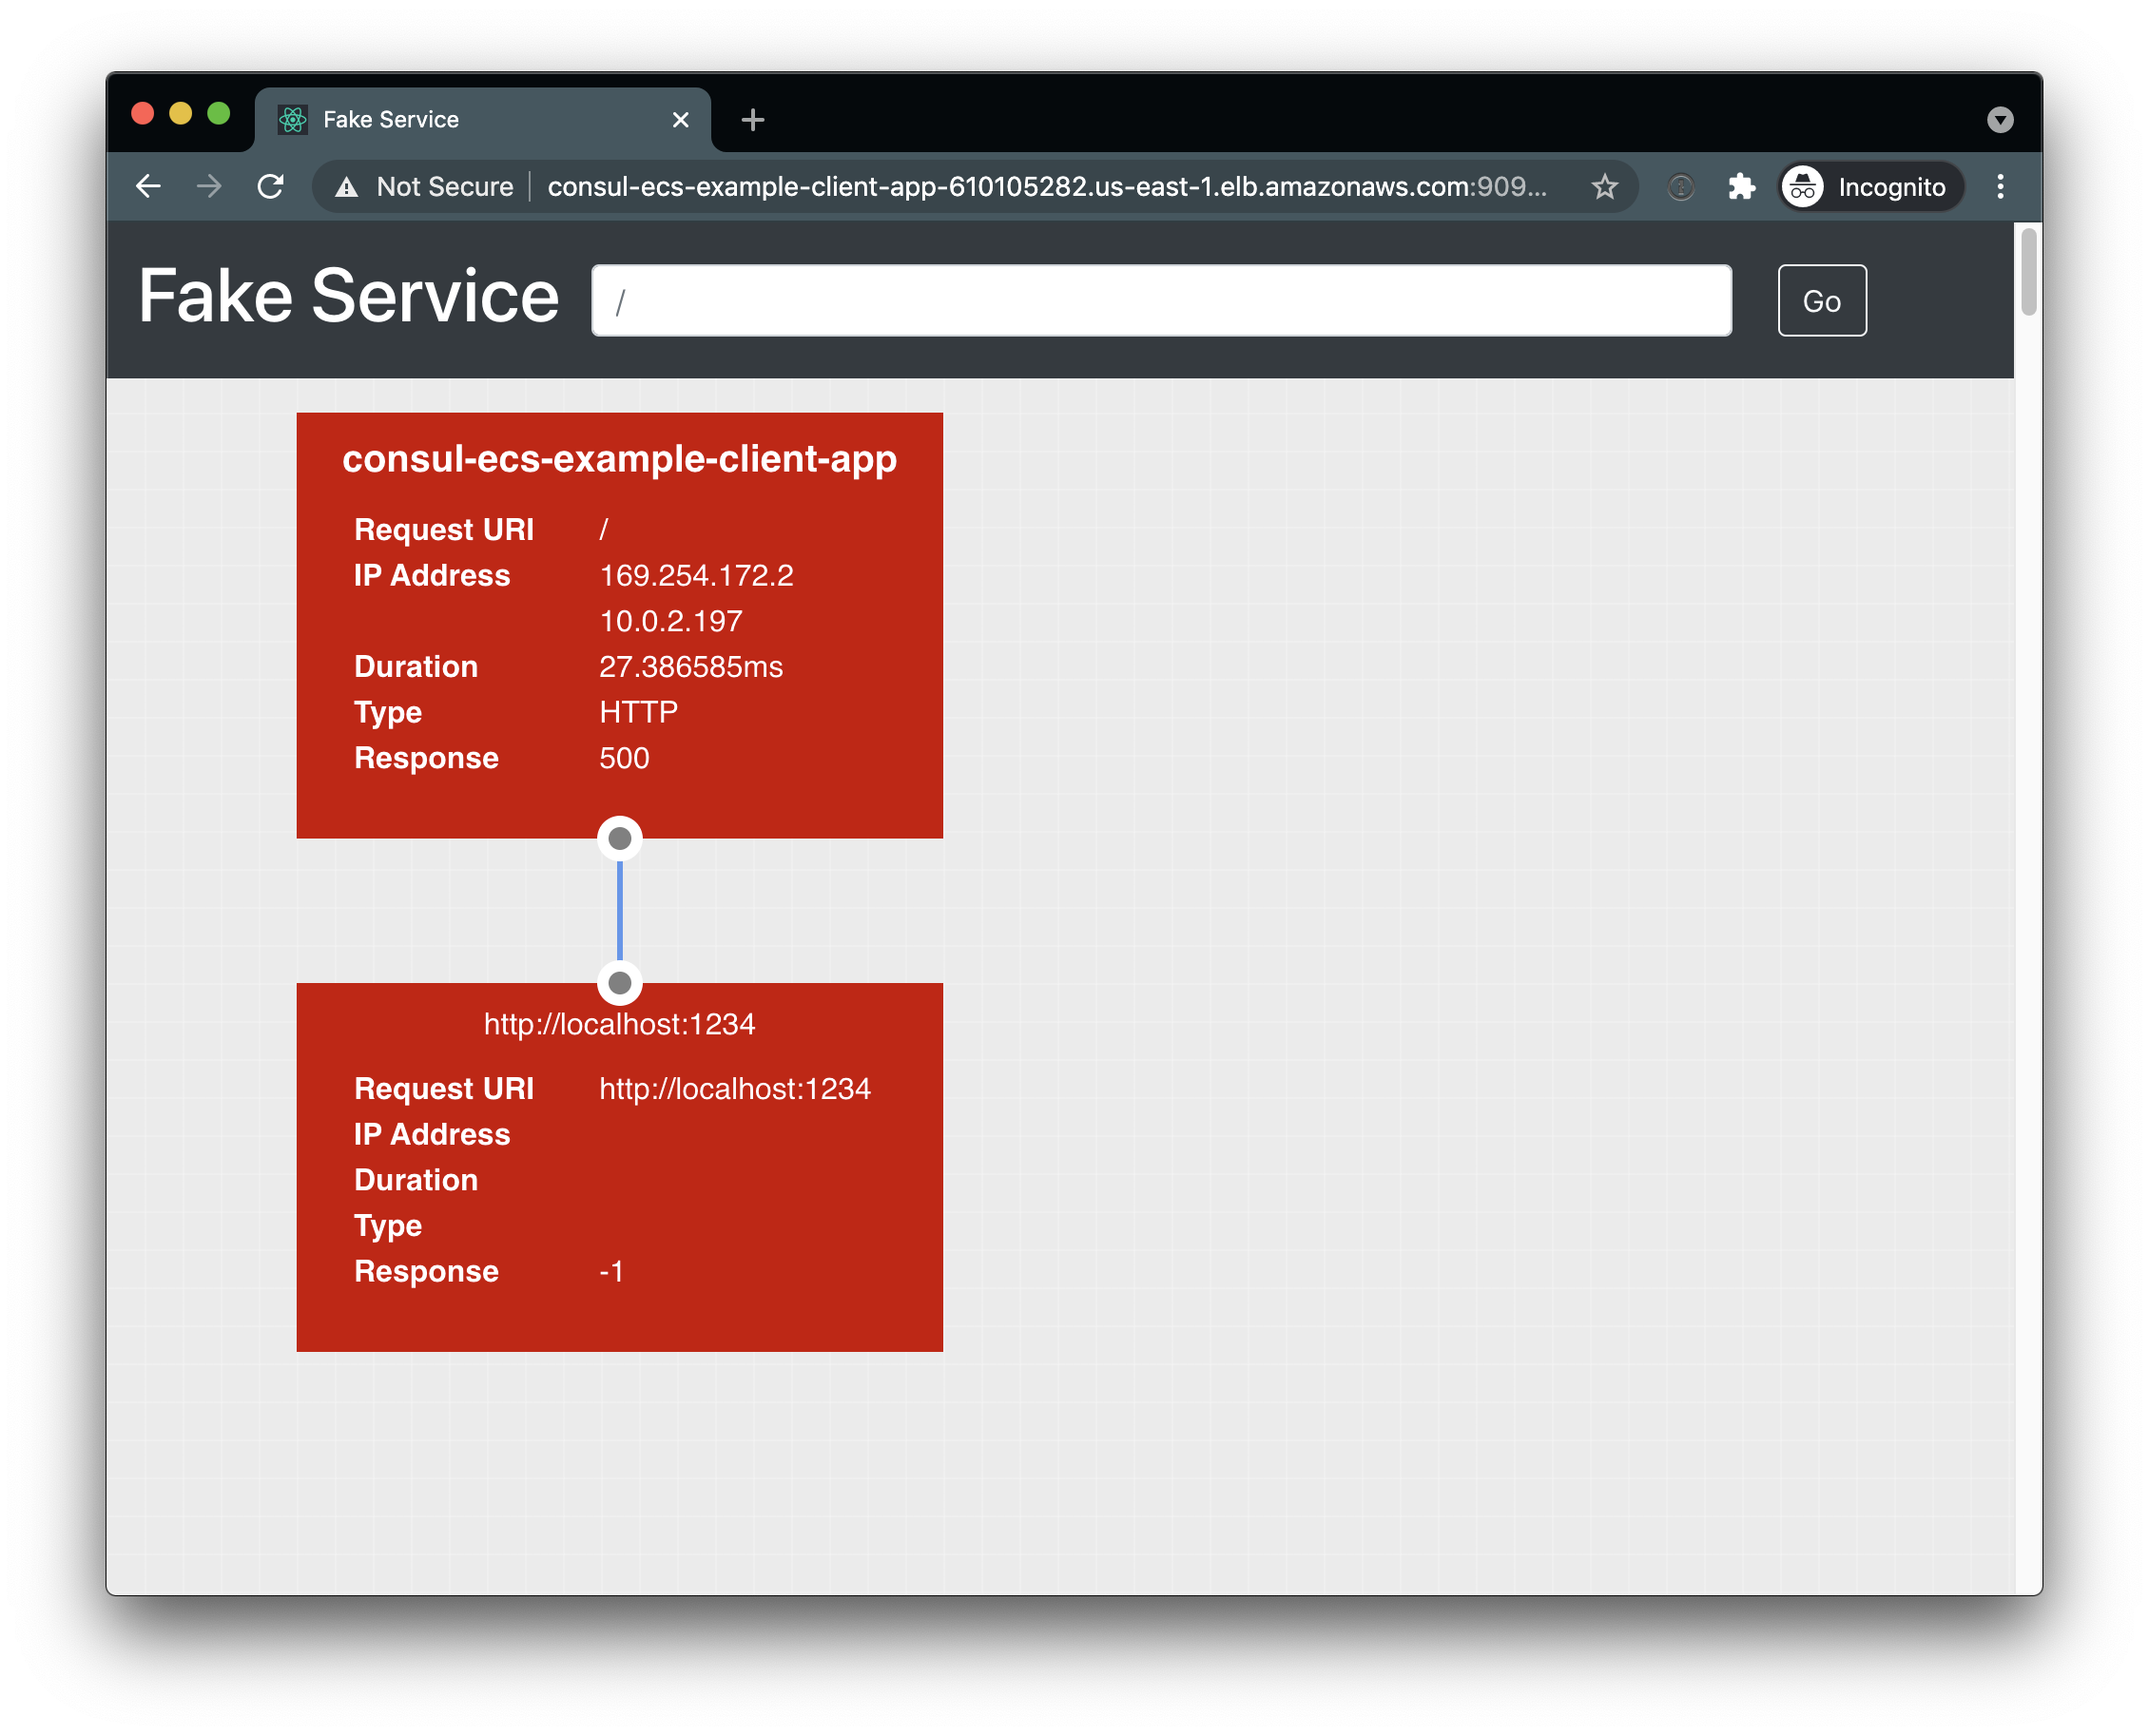 Fake Service
Not Secure
consul-ecs-example-client-app-610105282.us-east-1.elb.amazonaws.com:909...
Incognito
Fake Service
/
Go
consul-ecs-example-client-app
Request URI /
IP Address 169.254.172.2
10.0.2.197
Duration 27.386585ms
Type HTTP
Response 500
http://localhost:1234
Request URI http://localhost:1234
IP Address
Duration
Type
Response -1